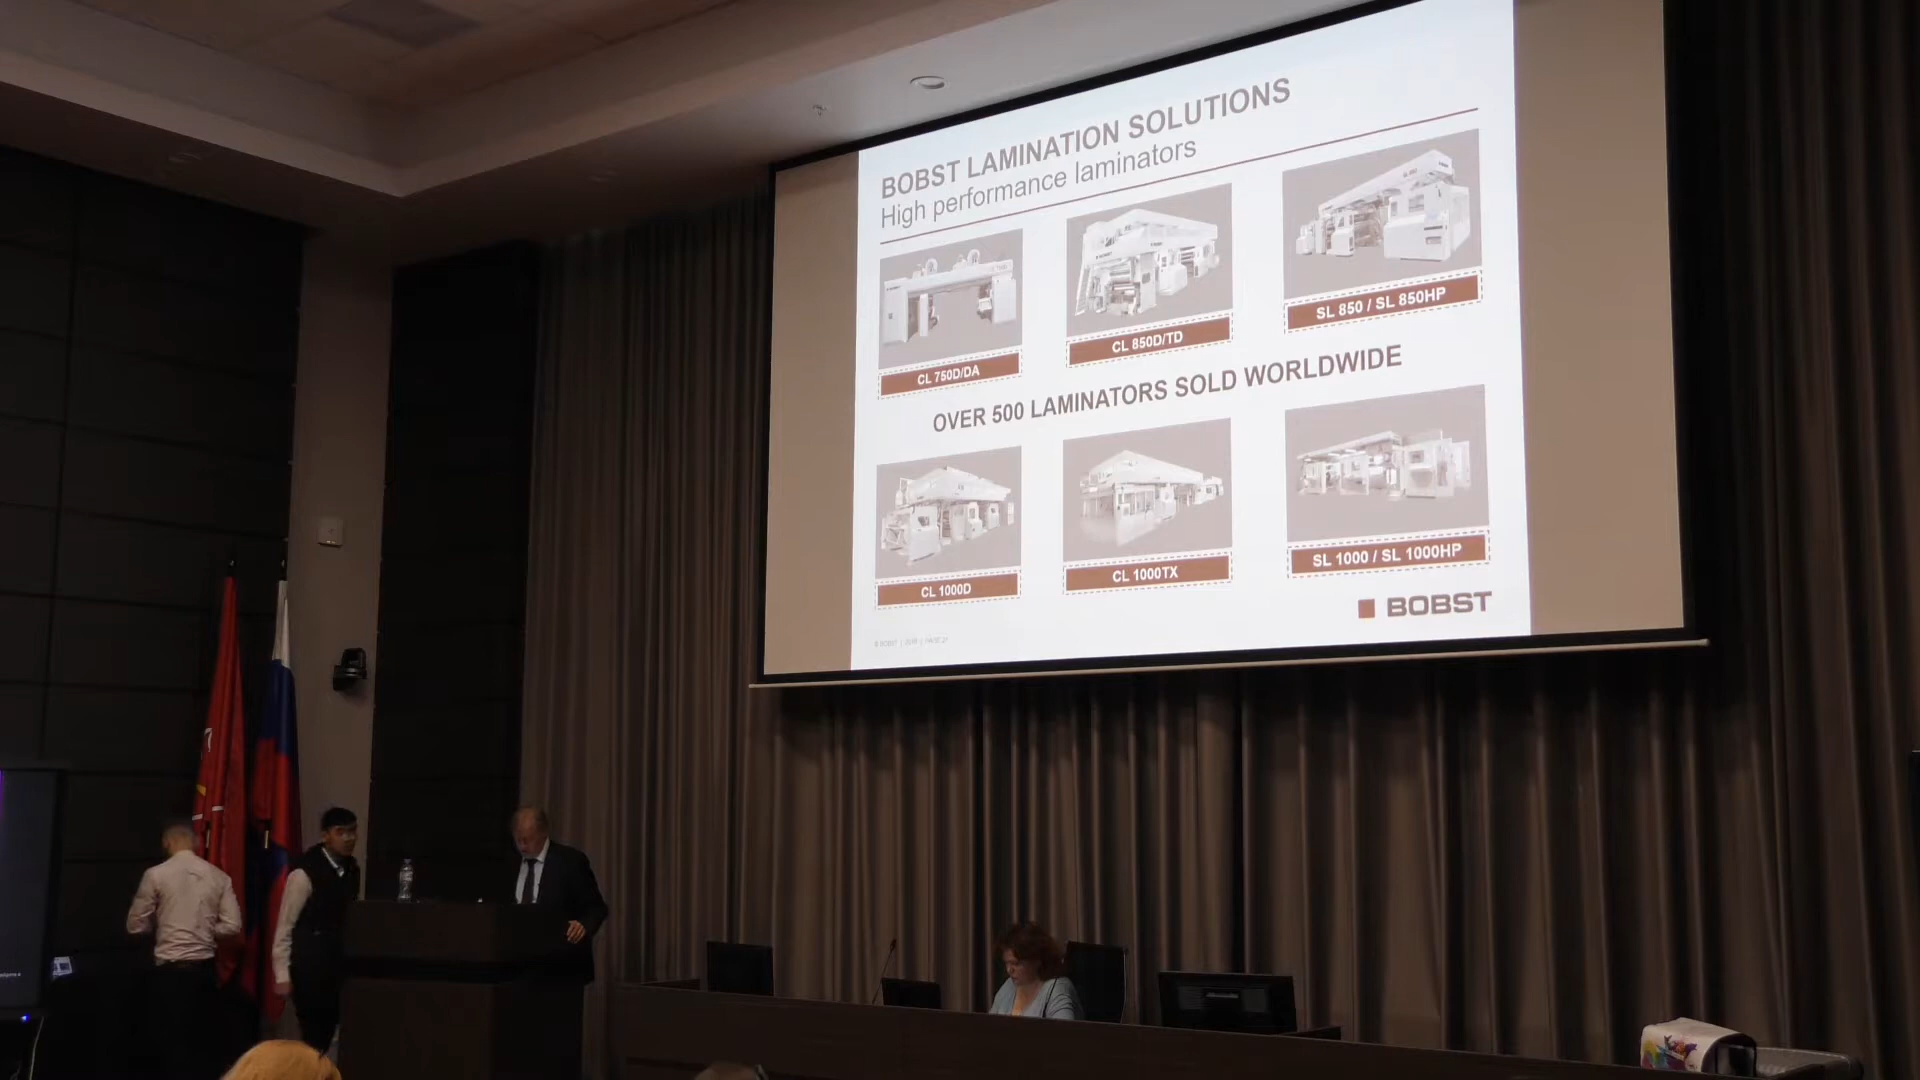 BOBST LAMINATION SOLUTIONS
High performance laminators
CL 750D/DA
CL 850D/TD
SL 850 / SL 850HP
OVER 500 LAMINATORS SOLD WORLDWIDE
CL 1000D
CL 1000TX
SL 1000 / SL 1000HP
BOBST